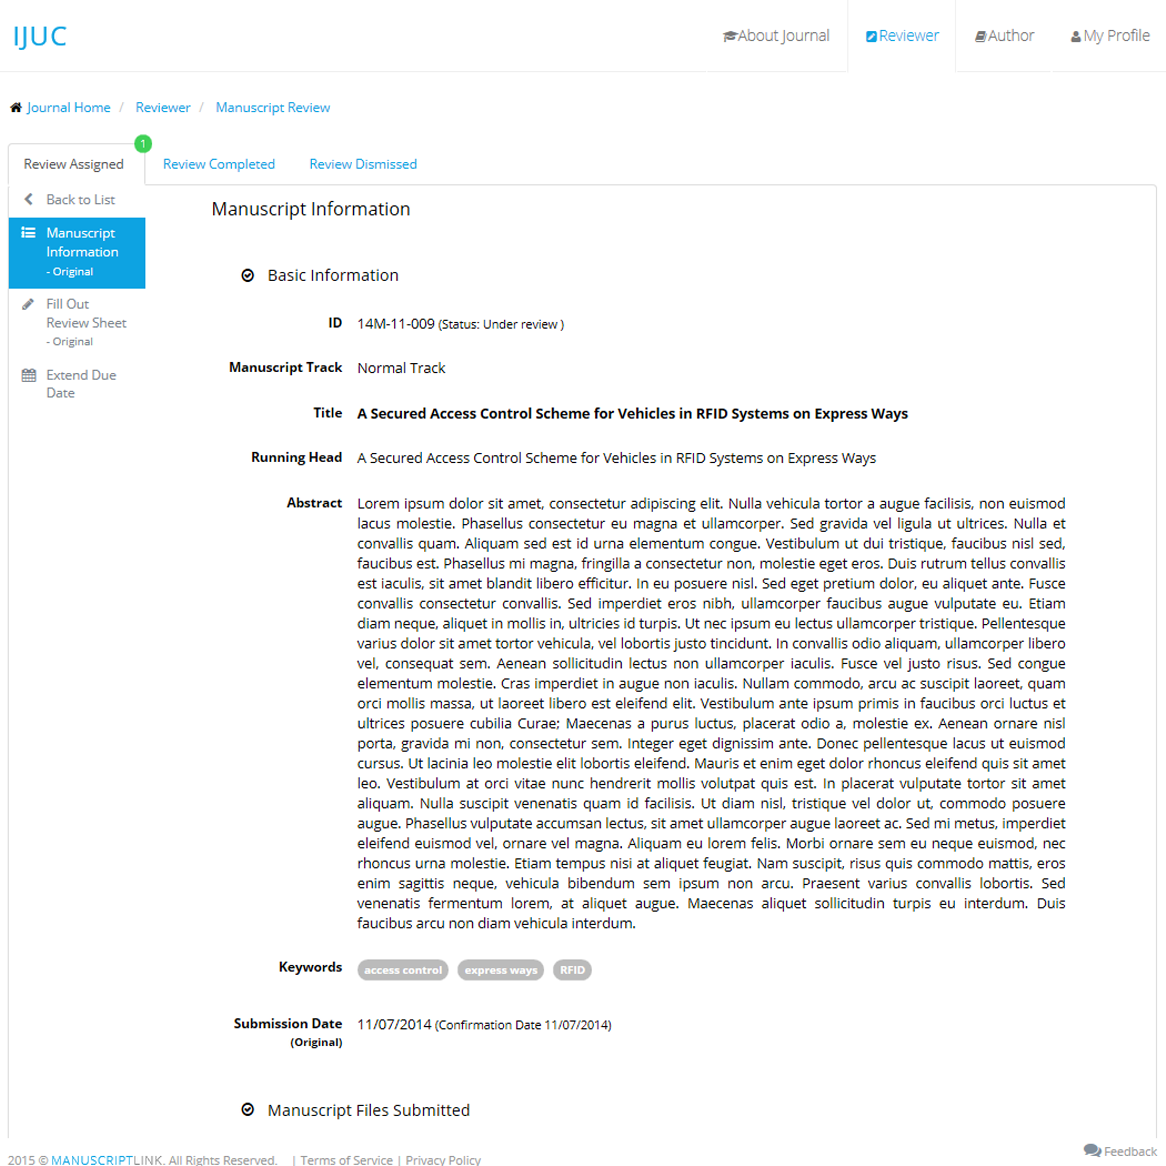 IJUC
About Journal
Reviewer
Author
My Profile
Journal Home / Reviewer / Manuscript Review
1
Review Assigned
Review Completed
Review Dismissed
Back to List
Manuscript
Information
- Original
Fill Out
Review Sheet
- Original
Extend Due
Date
Manuscript Information
Basic Information
ID 14M-11-009 (Status: Under review )
Manuscript Track Normal Track
Title A Secured Access Control Scheme for Vehicles in RFID Systems on Express Ways
Running Head A Secured Access Control Scheme for Vehicles in RFID Systems on Express Ways
Abstract Lorem ipsum dolor sit amet, consectetur adipiscing elit. Nulla vehicula tortor a augue facilisis, non euismod
lacus molestie. Phasellus consectetur eu magna et ullamcorper. Sed gravida vel ligula ut ultrices. Nulla et
convallis quam. Aliquam sed est id urna elementum congue. Vestibulum ut dui tristique, faucibus nisl sed,
faucibus est. Phasellus mi magna, fringilla a consectetur non, molestie eget eros. Duis rutrum tellus convallis
est iaculis, sit amet blandit libero efficitur. In eu posuere nisl. Sed eget pretium dolor, eu aliquet ante. Fusce
convallis consectetur convallis. Sed imperdiet eros nibh, ullamcorper faucibus augue vulputate eu. Etiam
diam neque, aliquet in mollis in, ultricies id turpis. Ut nec ipsum eu lectus ullamcorper tristique. Pellentesque
varius dolor sit amet tortor vehicula, vel lobortis justo tincidunt. In convallis odio aliquam, ullamcorper libero
vel, consequat sem. Aenean sollicitudin lectus non ullamcorper iaculis. Fusce vel justo risus. Sed congue
elementum molestie. Cras imperdiet in augue non iaculis. Nullam commodo, arcu ac suscipit laoreet, quam
orci mollis massa, ut laoreet libero est eleifend elit. Vestibulum ante ipsum primis in faucibus orci luctus et
ultrices posuere cubilia Curae; Maecenas a purus luctus, placerat odio a, molestie ex. Aenean ornare nisl
porta, gravida mi non, consectetur sem. Integer eget dignissim ante. Donec pellentesque lacus ut euismod
cursus. Ut lacinia leo molestie elit lobortis eleifend. Mauris et enim eget dolor rhoncus eleifend quis sit amet
leo. Vestibulum at orci vitae nunc hendrerit mollis volutpat quis est. In placerat vulputate tortor sit amet
aliquam. Nulla suscipit venenatis quam id facilisis. Ut diam nisl, tristique vel dolor ut, commodo posuere
augue. Phasellus vulputate accumsan lectus, sit amet ullamcorper augue laoreet ac. Sed mi metus, imperdiet
eleifend euismod vel, ornare vel magna. Aliquam eu lorem felis. Morbi ornare sem eu neque euismod, nec
rhoncus urna molestie. Etiam tempus nisi at aliquet feugiat. Nam suscipit, risus quis commodo mattis, eros
enim sagittis neque, vehicula bibendum sem ipsum non arcu. Praesent varius convallis lobortis. Sed
venenatis fermentum lorem, at aliquet augue. Maecenas aliquet sollicitudin turpis eu interdum. Duis
faucibus arcu non diam vehicula interdum.
Keywords access control express ways RFID
Submission Date 11/07/2014 (Confirmation Date 11/07/2014)
(Original)
Manuscript Files Submitted
2015 © MANUSCRIPTLINK. All Rights Reserved. | Terms of Service | Privacy Policy
Feedback